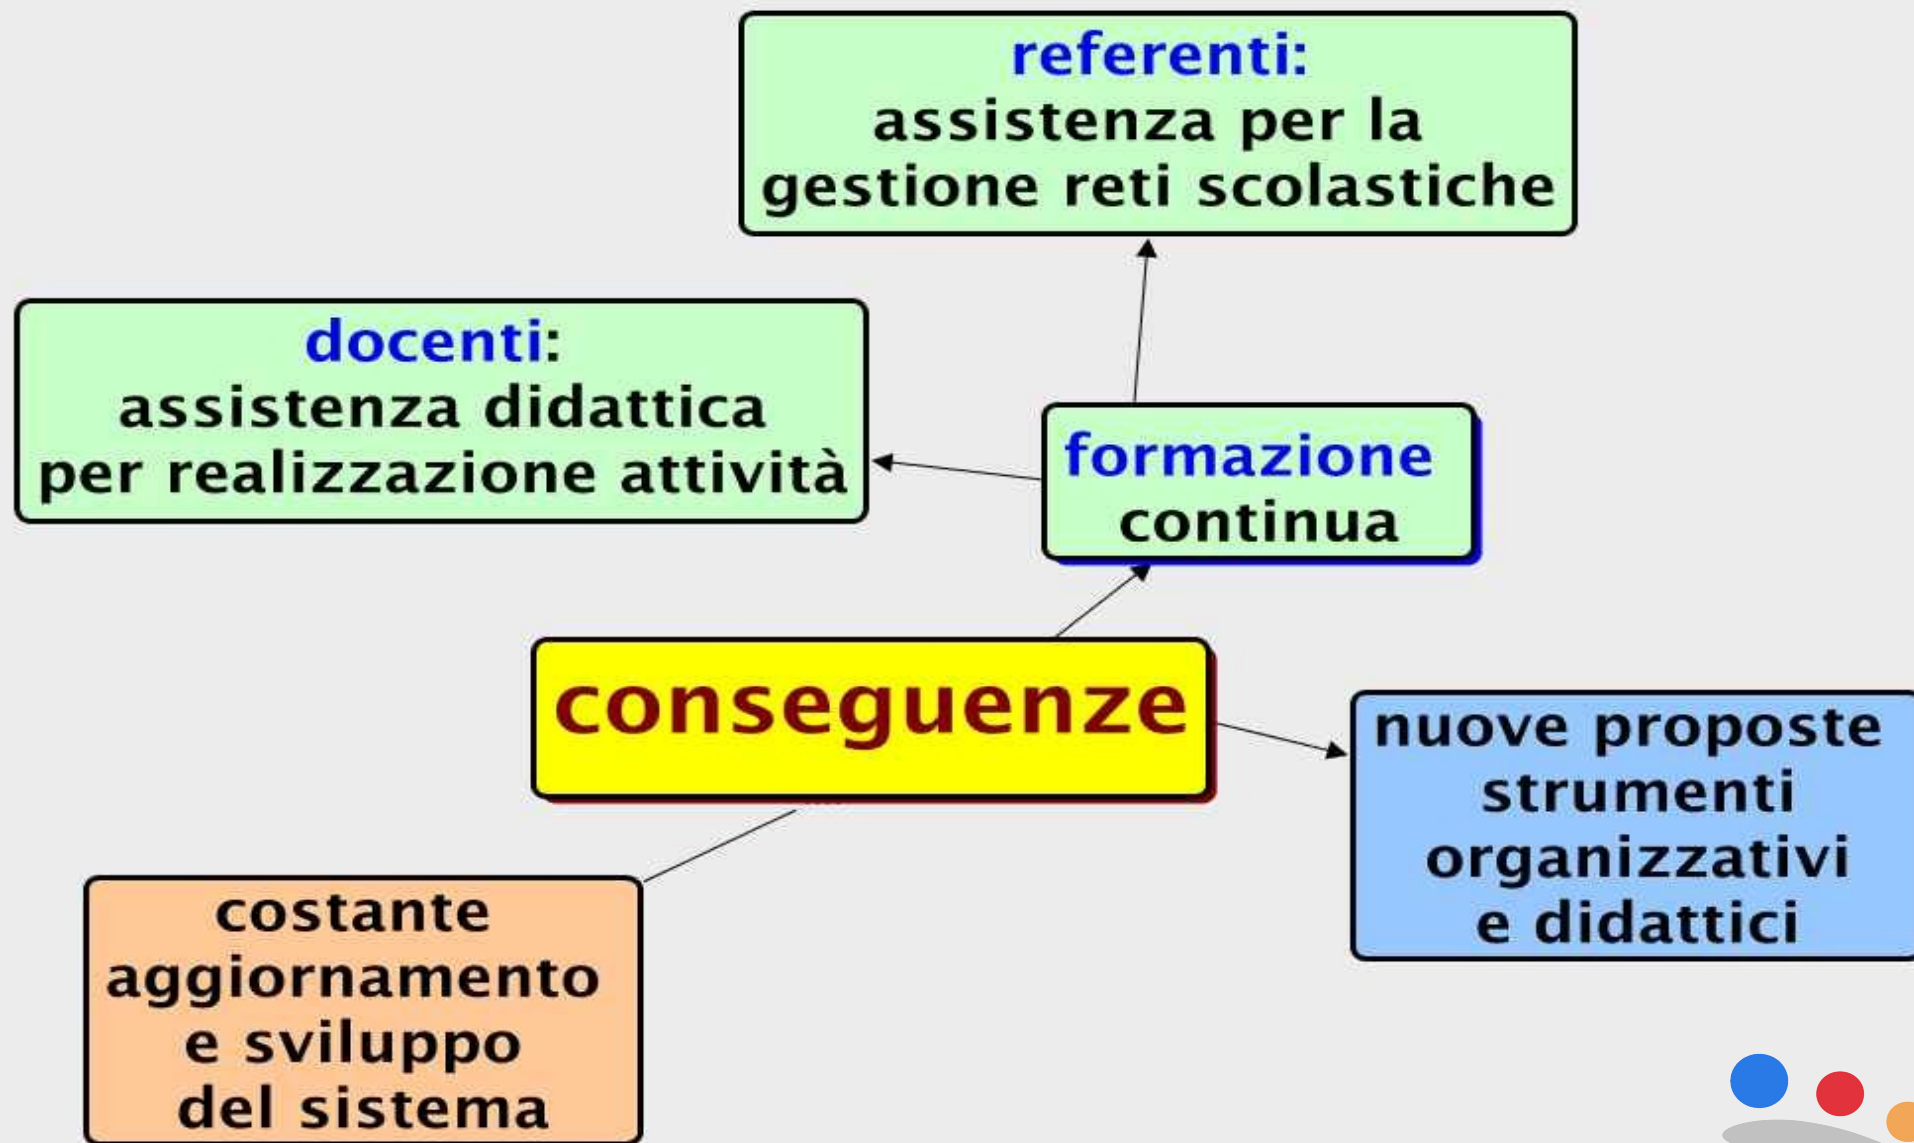 referenti:
assistenza per la
gestione reti scolastiche
docenti:
assistenza didattica
per realizzazione attività
formazione
continua
conseguenze
nuove proposte
strumenti
organizzativi
e didattici
costante
aggiornamento
e sviluppo
del sistema